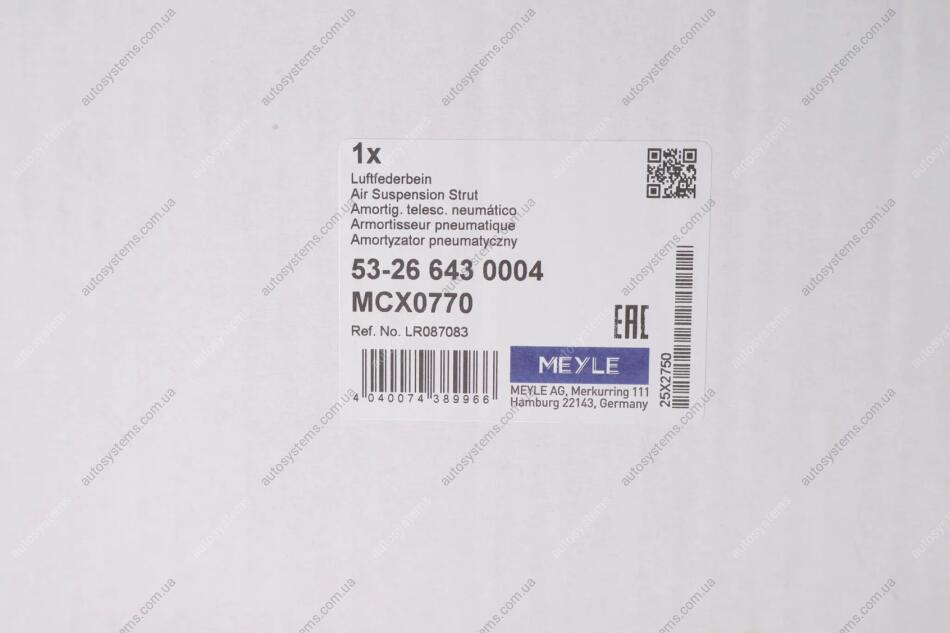 1x
Luftfederbein
Air Suspension Strut
Amortig. telesc. neumático
Armortisseur pneumatique
Amortyzator pneumatyczny
53-26 643 0004
MCX0770
Ref. No. LR087083
EAC
MEYLE
MEYLE AG, Merkurring 111
Hamburg 22143, Germany
4 040074 389966
25X2750
autosystems.com.ua